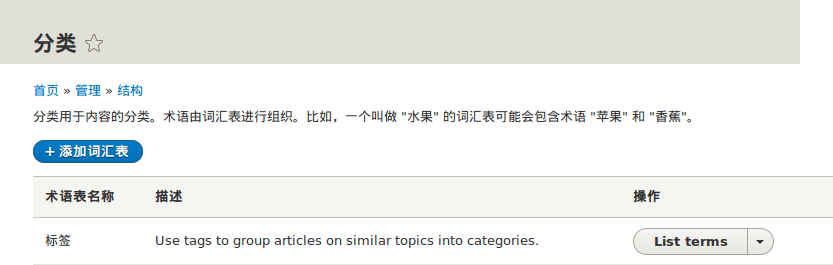 分类
首页 » 管理 » 结构
分类用于内容的分类。术语由词汇表进行组织。比如，一个叫做 "水果" 的词汇表可能会包含术语 "苹果" 和 "香蕉"。
+ 添加词汇表
术语表名称 描述 操作
标签 Use tags to group articles on similar topics into categories. List terms